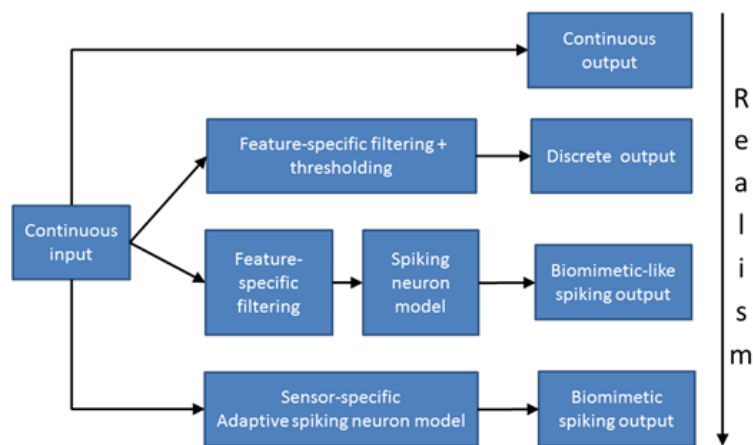 Continuous
output
Feature-specific filtering +
thresholding
Discrete output
Continuous
input
Feature-
specific
filtering
Spiking
neuron
model
Biomimetic-like
spiking output
Sensor-specific
Adaptive spiking neuron model
Biomimetic
spiking output
R
e
a
l
i
s
m